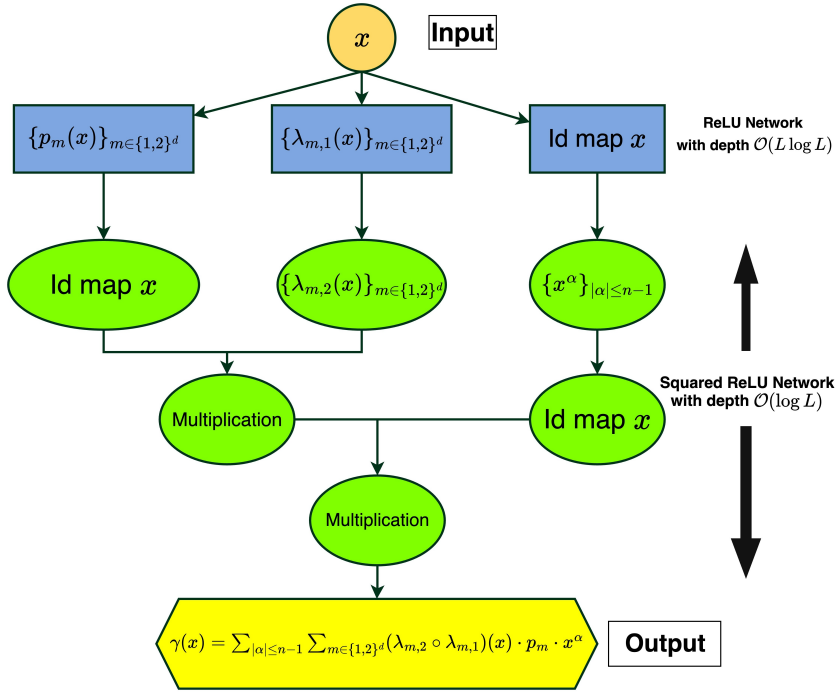 x
Input
{p_m(x)}_{m∈{1,2}^d}
{λ_{m,1}(x)}_{m∈{1,2}^d}
Id map x
ReLU Network
with depth 𝒪(L log L)
Id map x
{λ_{m,2}(x)}_{m∈{1,2}^d}
{x^α}_{|α|≤n−1}
Squared ReLU Network
with depth 𝒪(log L)
Multiplication
Id map x
Multiplication
γ(x) = ∑_{|α|≤n−1} ∑_{m∈{1,2}^d} (λ_{m,2} ∘ λ_{m,1})(x) · p_m · x^α
Output